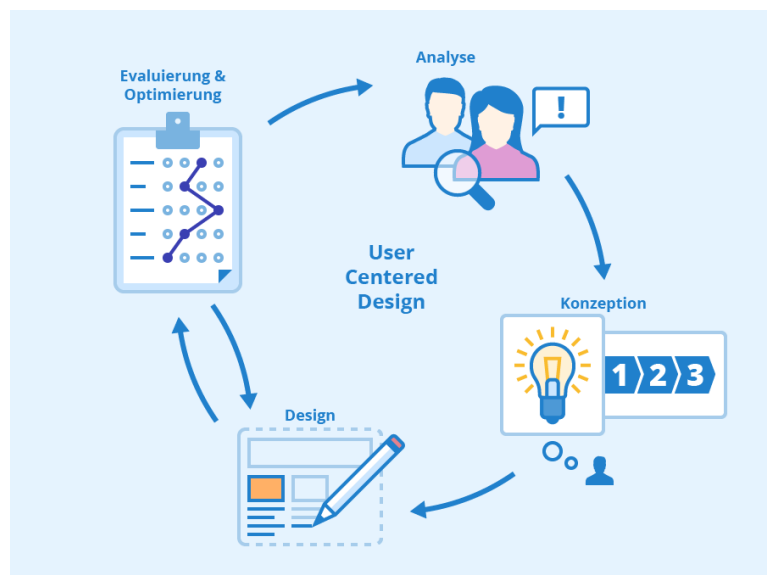 Analyse
Evaluierung &
Optimierung
!
User
Centered
Design
Konzeption
1 2 3
Design